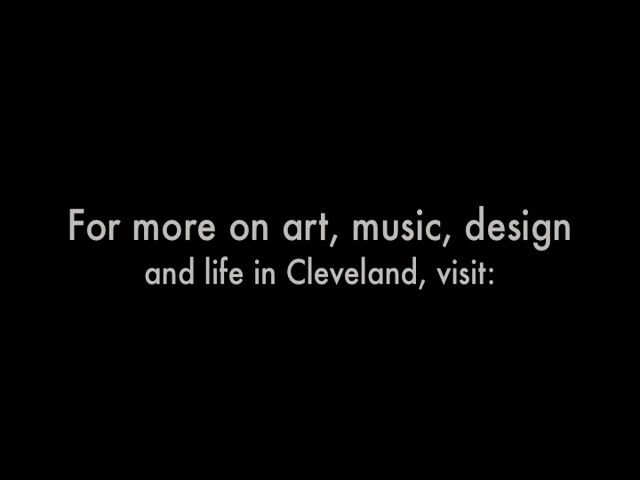 For more on art, music, design
and life in Cleveland, visit: